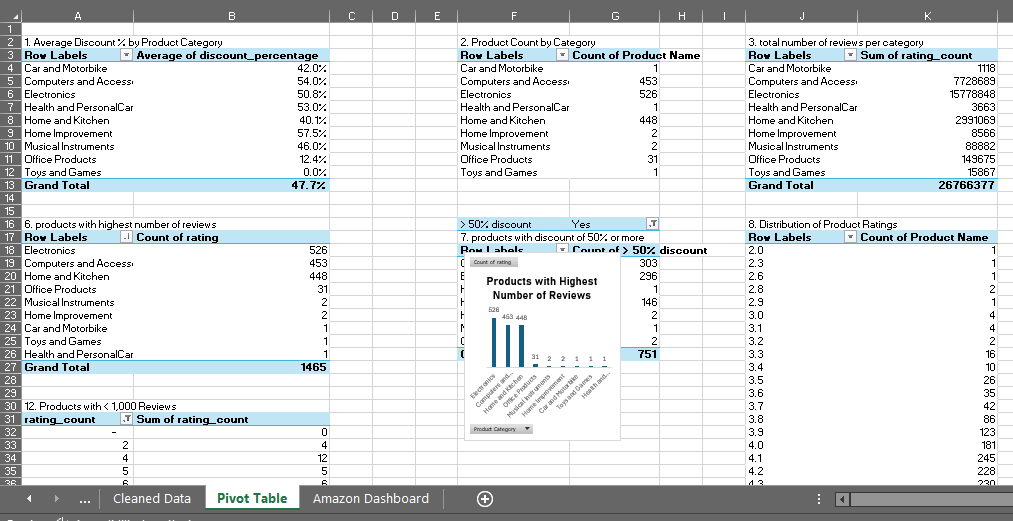 A B C D E F G H I J K
1
2 1. Average Discount % by Product Category 2. Product Count by Category 3. total number of reviews per category
3 Row Labels Average of discount_percentage Row Labels Count of Product Name Row Labels Sum of rating_count
4 Car and Motorbike 42.0% Car and Motorbike 1 Car and Motorbike 1118
5 Computers and Access 54.0% Computers and Access 453 Computers and Access 7728689
6 Electronics 50.8% Electronics 526 Electronics 15778848
7 Health and PersonalCar 53.0% Health and PersonalCar 1 Health and PersonalCar 3663
8 Home and Kitchen 40.1% Home and Kitchen 448 Home and Kitchen 2991069
9 Home Improvement 57.5% Home Improvement 2 Home Improvement 8566
10 Musical Instruments 46.0% Musical Instruments 2 Musical Instruments 88882
11 Office Products 12.4% Office Products 31 Office Products 149675
12 Toys and Games 0.0% Toys and Games 1 Toys and Games 15867
13 Grand Total 47.7% Grand Total 26766377
14
15
16 6. products with highest number of reviews > 50% discount Yes 8. Distribution of Product Ratings
17 Row Labels Count of rating 7. products with discount of 50% or more Row Labels Count of Product Name
18 Electronics 526 Row Labels Count of > 50% discount 2.0 1
19 Computers and Access 453 303 2.3 1
20 Home and Kitchen 448 296 2.6 1
21 Office Products 31 1 2.8 2
22 Musical Instruments 2 146 2.9 1
23 Home Improvement 2 2 3.0 4
24 Car and Motorbike 1 1 3.1 4
25 Toys and Games 1 2 3.2 2
26 Health and PersonalCar 1 751 3.3 16
27 Grand Total 1465 3.4 10
28 3.5 26
29 3.6 35
30 12. Products with < 1,000 Reviews 3.7 42
31 rating_count Sum of rating_count 3.8 86
32 - 0 3.9 123
33 2 4 4.0 181
34 4 12 4.1 245
35 5 5 4.2 228
36 6 6 4.3 230
Count of rating
Products with Highest
Number of Reviews
526 453 448 31 2 2 1 1 1
Electronics
Computers and...
Home and Kitchen
Office Products
Musical Instruments
Home Improvement
Car and Motorbike
Toys and Games
Health and...
Product Category
... Cleaned Data Pivot Table Amazon Dashboard